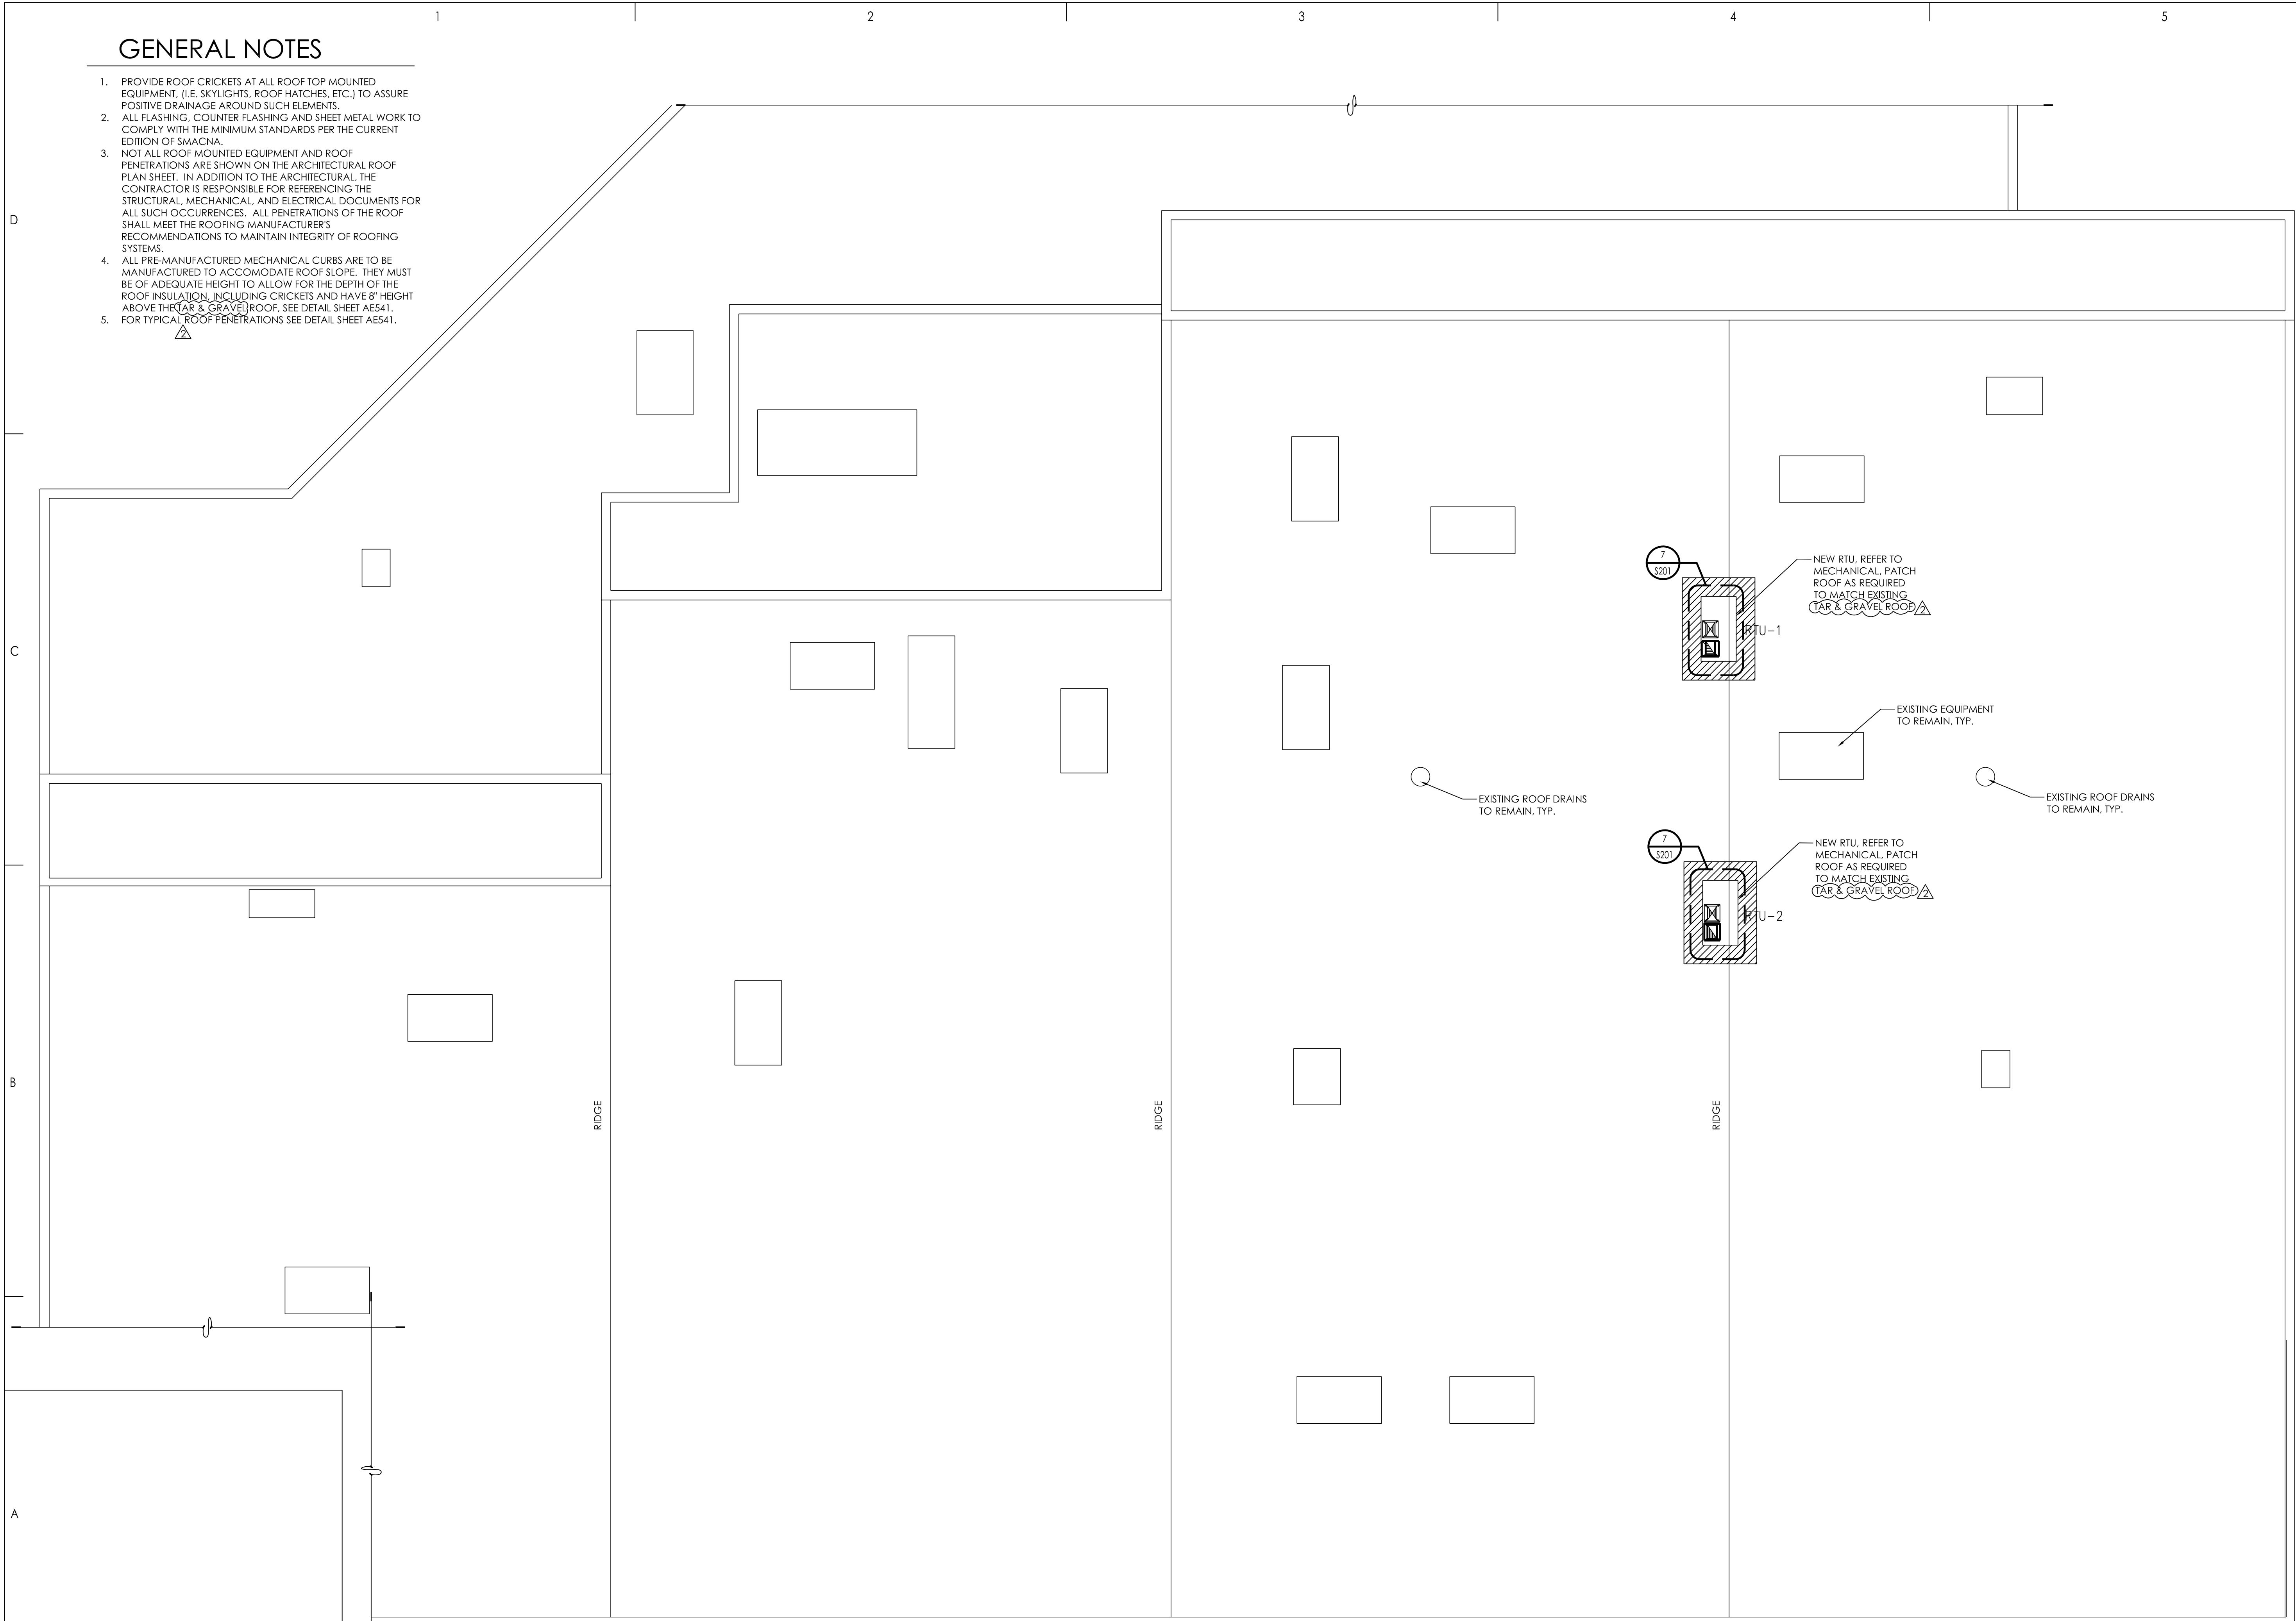 1
2
3
4
5
GENERAL NOTES
1. PROVIDE ROOF CRICKETS AT ALL ROOF TOP MOUNTED
EQUIPMENT, (I.E. SKYLIGHTS, ROOF HATCHES, ETC.) TO ASSURE
POSITIVE DRAINAGE AROUND SUCH ELEMENTS.
2. ALL FLASHING, COUNTER FLASHING AND SHEET METAL WORK TO
COMPLY WITH THE MINIMUM STANDARDS PER THE CURRENT
EDITION OF SMACNA.
3. NOT ALL ROOF MOUNTED EQUIPMENT AND ROOF
PENETRATIONS ARE SHOWN ON THE ARCHITECTURAL ROOF
PLAN SHEET. IN ADDITION TO THE ARCHITECTURAL, THE
CONTRACTOR IS RESPONSIBLE FOR REFERENCING THE
STRUCTURAL, MECHANICAL, AND ELECTRICAL DOCUMENTS FOR
ALL SUCH OCCURRENCES. ALL PENETRATIONS OF THE ROOF
SHALL MEET THE ROOFING MANUFACTURER'S
RECOMMENDATIONS TO MAINTAIN INTEGRITY OF ROOFING
SYSTEMS.
4. ALL PRE-MANUFACTURED MECHANICAL CURBS ARE TO BE
MANUFACTURED TO ACCOMODATE ROOF SLOPE. THEY MUST
BE OF ADEQUATE HEIGHT TO ALLOW FOR THE DEPTH OF THE
ROOF INSULATION, INCLUDING CRICKETS AND HAVE 8" HEIGHT
ABOVE THE TAR & GRAVEL ROOF. SEE DETAIL SHEET AE541.
5. FOR TYPICAL ROOF PENETRATIONS SEE DETAIL SHEET AE541.
2
D
C
B
A
7
S201
NEW RTU, REFER TO
MECHANICAL, PATCH
ROOF AS REQUIRED
TO MATCH EXISTING
TAR & GRAVEL ROOF 2
RTU-1
EXISTING EQUIPMENT
TO REMAIN, TYP.
EXISTING ROOF DRAINS
TO REMAIN, TYP.
EXISTING ROOF DRAINS
TO REMAIN, TYP.
7
S201
NEW RTU, REFER TO
MECHANICAL, PATCH
ROOF AS REQUIRED
TO MATCH EXISTING
TAR & GRAVEL ROOF 2
RTU-2
RIDGE
RIDGE
RIDGE